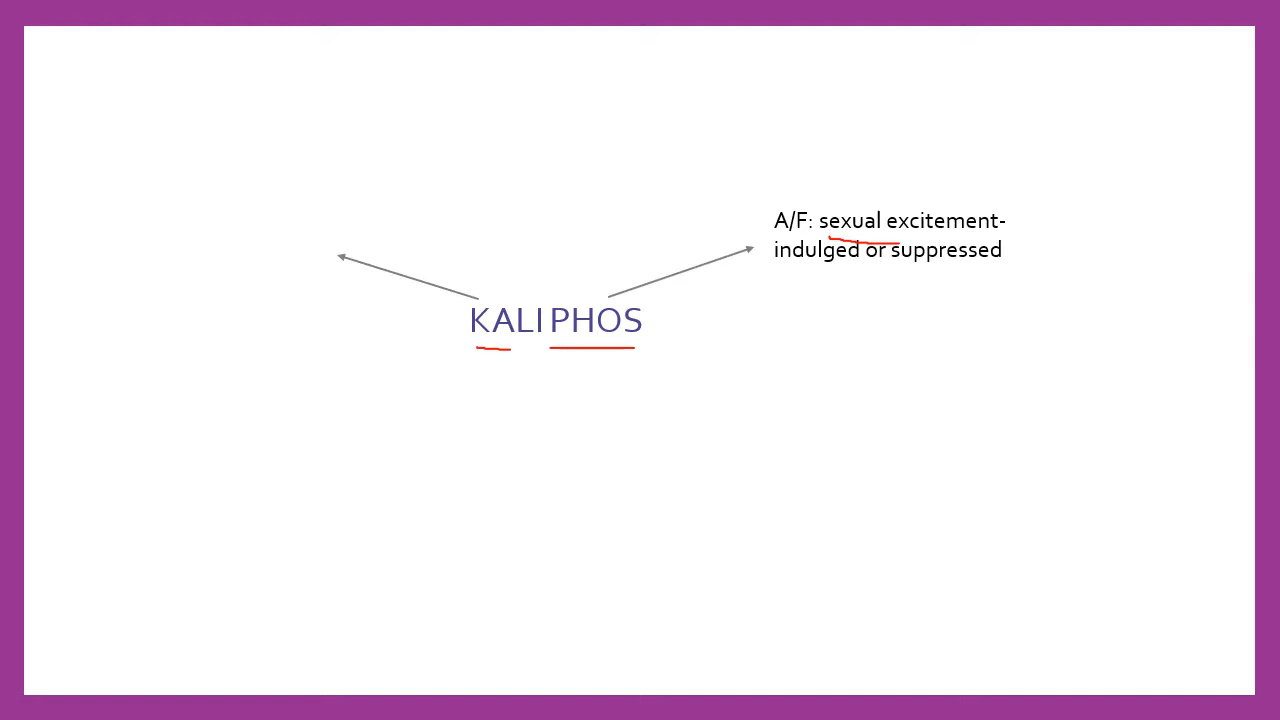 A/F: sexual excitement-
indulged or suppressed
KALI PHOS